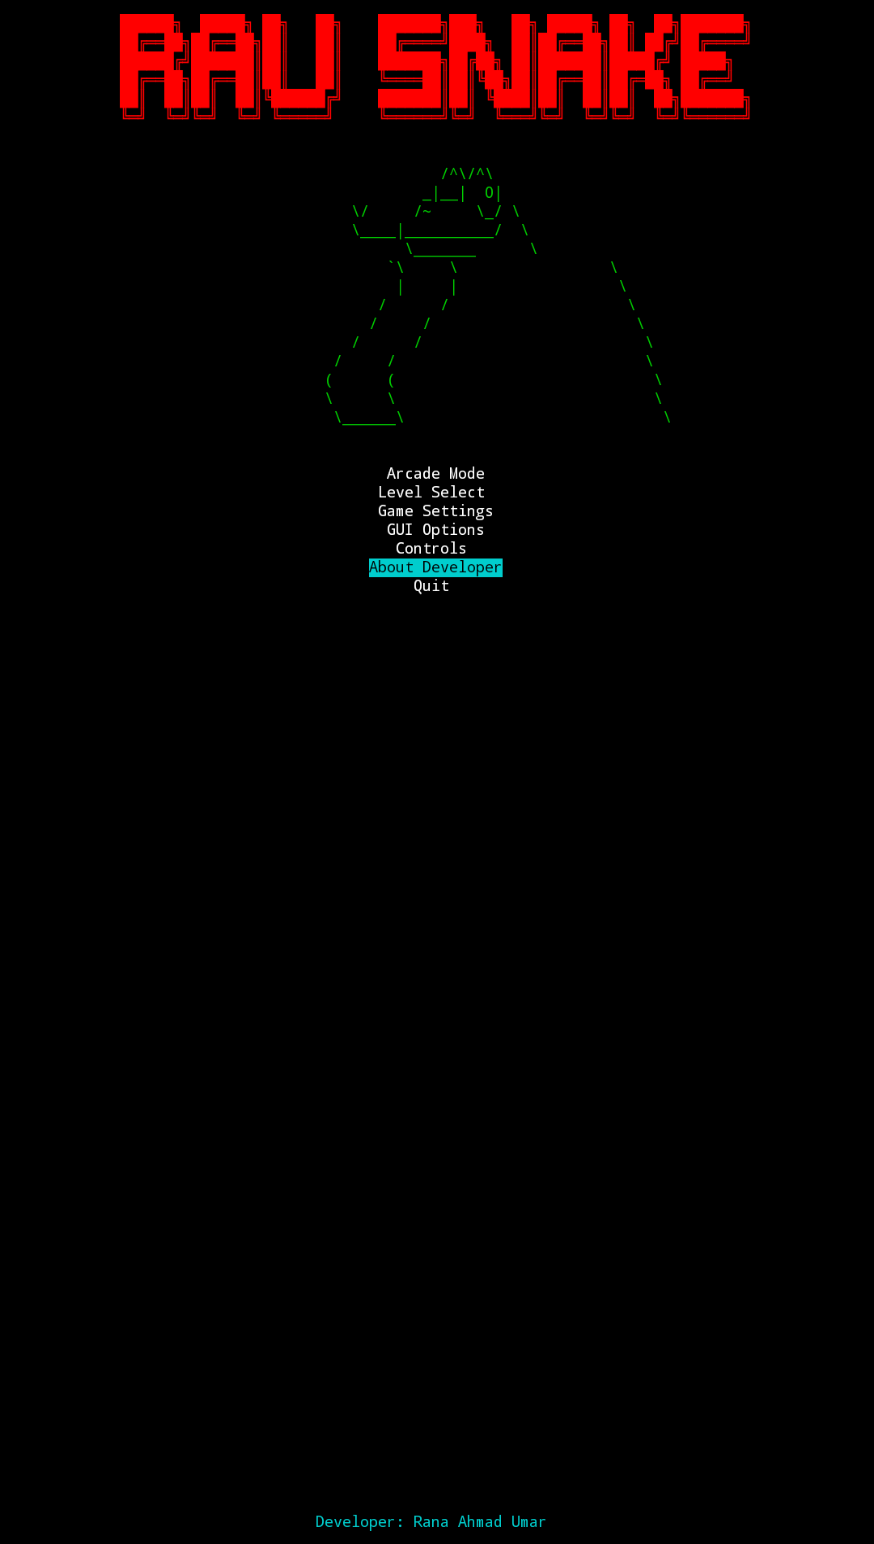 RAU SNAKE
Arcade Mode
Level Select
Game Settings
GUI Options
Controls
About Developer
Quit
Developer: Rana Ahmad Umar